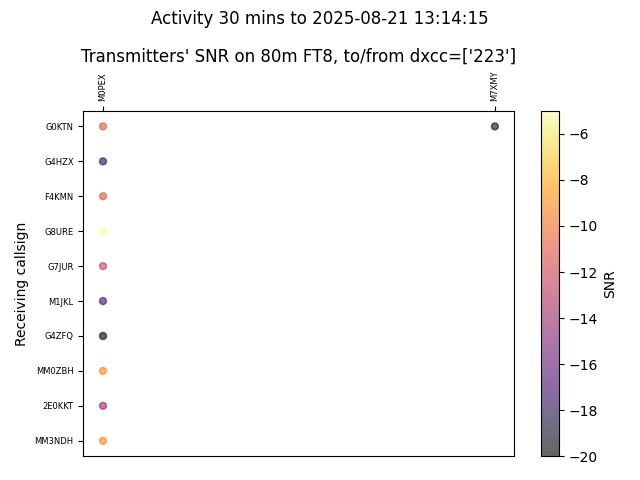 Activity 30 mins to 2025-08-21 13:14:15
Transmitters' SNR on 80m FT8, to/from dxcc=['223']
M0PEX
M7XMY
G0KTN
G4HZX
F4KMN
G8URE
G7JUR
M1JKL
G4ZFQ
MM0ZBH
2E0KKT
MM3NDH
Receiving callsign
−6
−8
−10
−12
−14
−16
−18
−20
SNR